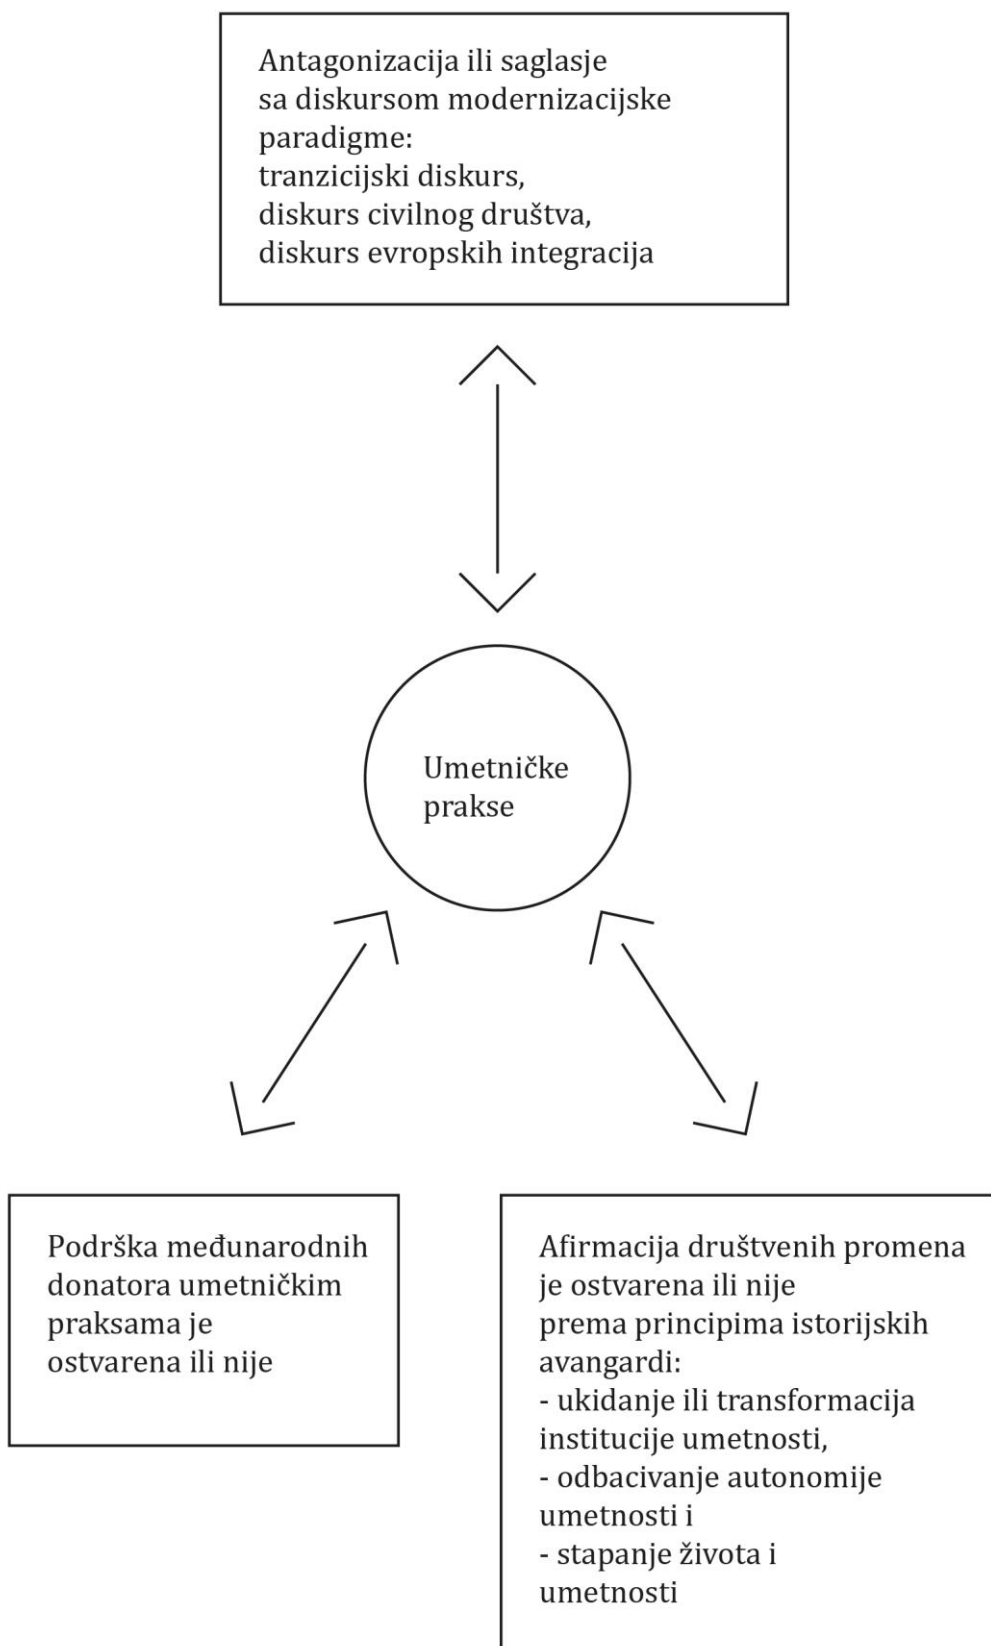 Antagonizacija ili saglasje
sa diskursom modernizacijske
paradigme:
tranzicijski diskurs,
diskurs civilnog društva,
diskurs evropskih integracija
Umetničke
prakse
Podrška međunarodnih
donatora umetničkim
praksama je
ostvarena ili nije
Afirmacija društvenih promena
je ostvarena ili nije
prema principima istorijskih
avangardi:
- ukidanje ili transformacija
institucije umetnosti,
- odbacivanje autonomije
umetnosti i
- stapanje života i
umetnosti